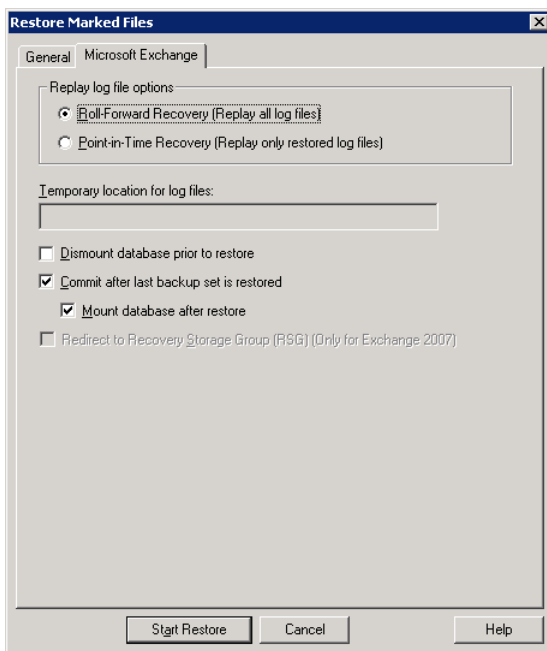 Restore Marked Files
General
Microsoft Exchange
Replay log file options
Roll-Forward Recovery (Replay all log files)
Point-in-Time Recovery (Replay only restored log files)
Temporary location for log files:
Dismount database prior to restore
Commit after last backup set is restored
Mount database after restore
Redirect to Recovery Storage Group (RSG) (Only for Exchange 2007)
Start Restore
Cancel
Help